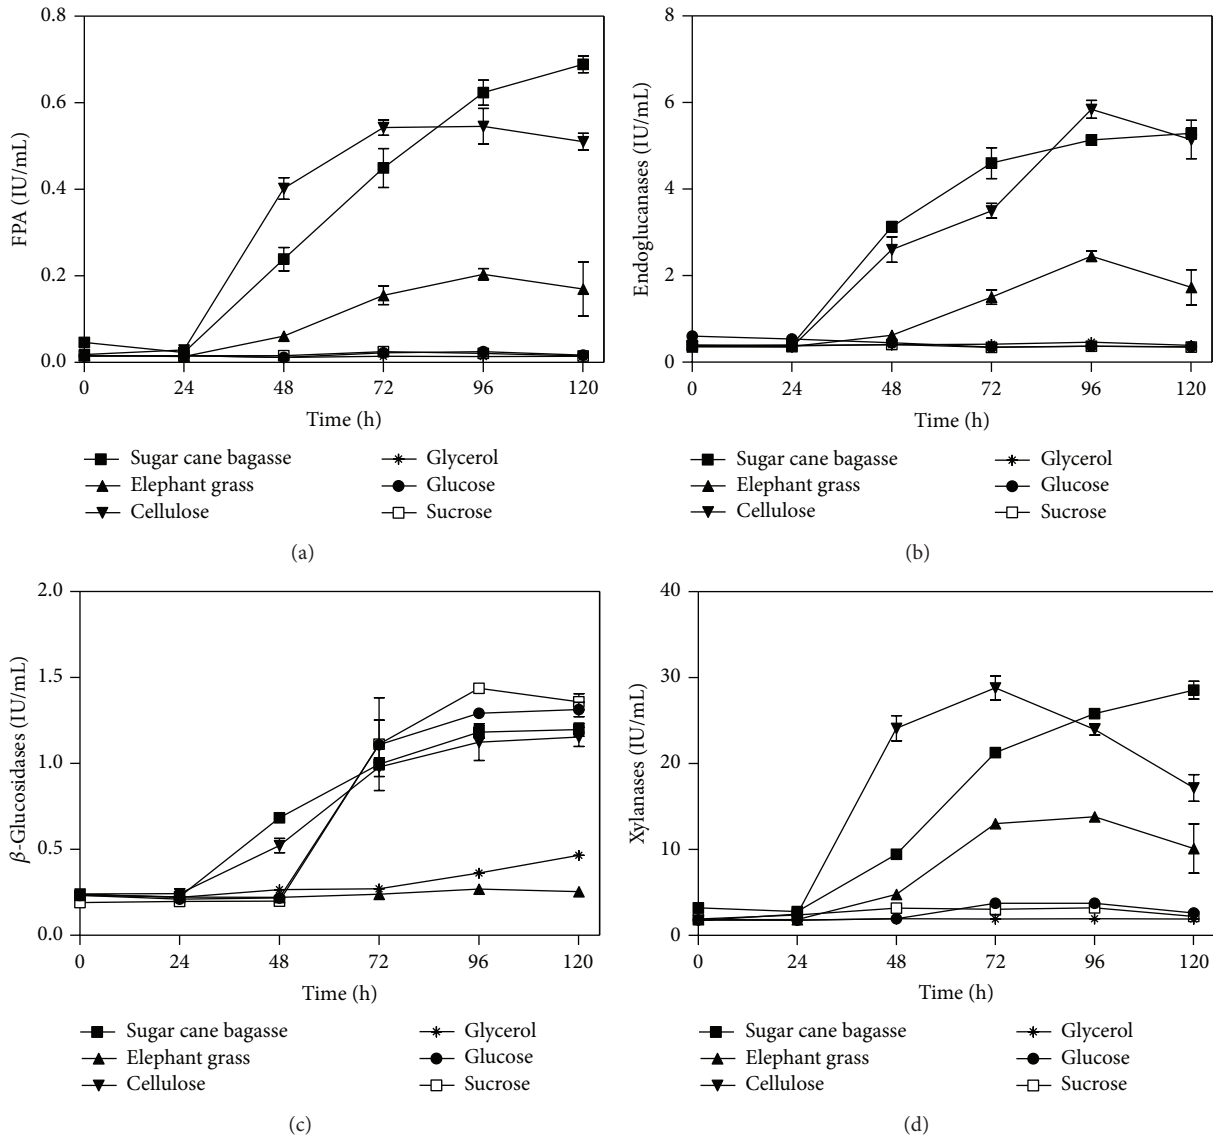 0.8
0.6
0.4
0.2
0.0
FPA (IU/mL)
0 24 48 72 96 120
Time (h)
Sugar cane bagasse
Elephant grass
Cellulose
Glycerol
Glucose
Sucrose
(a)
8
6
4
2
0
Endoglucanases (IU/mL)
0 24 48 72 96 120
Time (h)
Sugar cane bagasse
Elephant grass
Cellulose
Glycerol
Glucose
Sucrose
(b)
2.0
1.5
1.0
0.5
0.0
β-Glucosidases (IU/mL)
0 24 48 72 96 120
Time (h)
Sugar cane bagasse
Elephant grass
Cellulose
Glycerol
Glucose
Sucrose
(c)
40
30
20
10
0
Xylanases (IU/mL)
0 24 48 72 96 120
Time (h)
Sugar cane bagasse
Elephant grass
Cellulose
Glycerol
Glucose
Sucrose
(d)